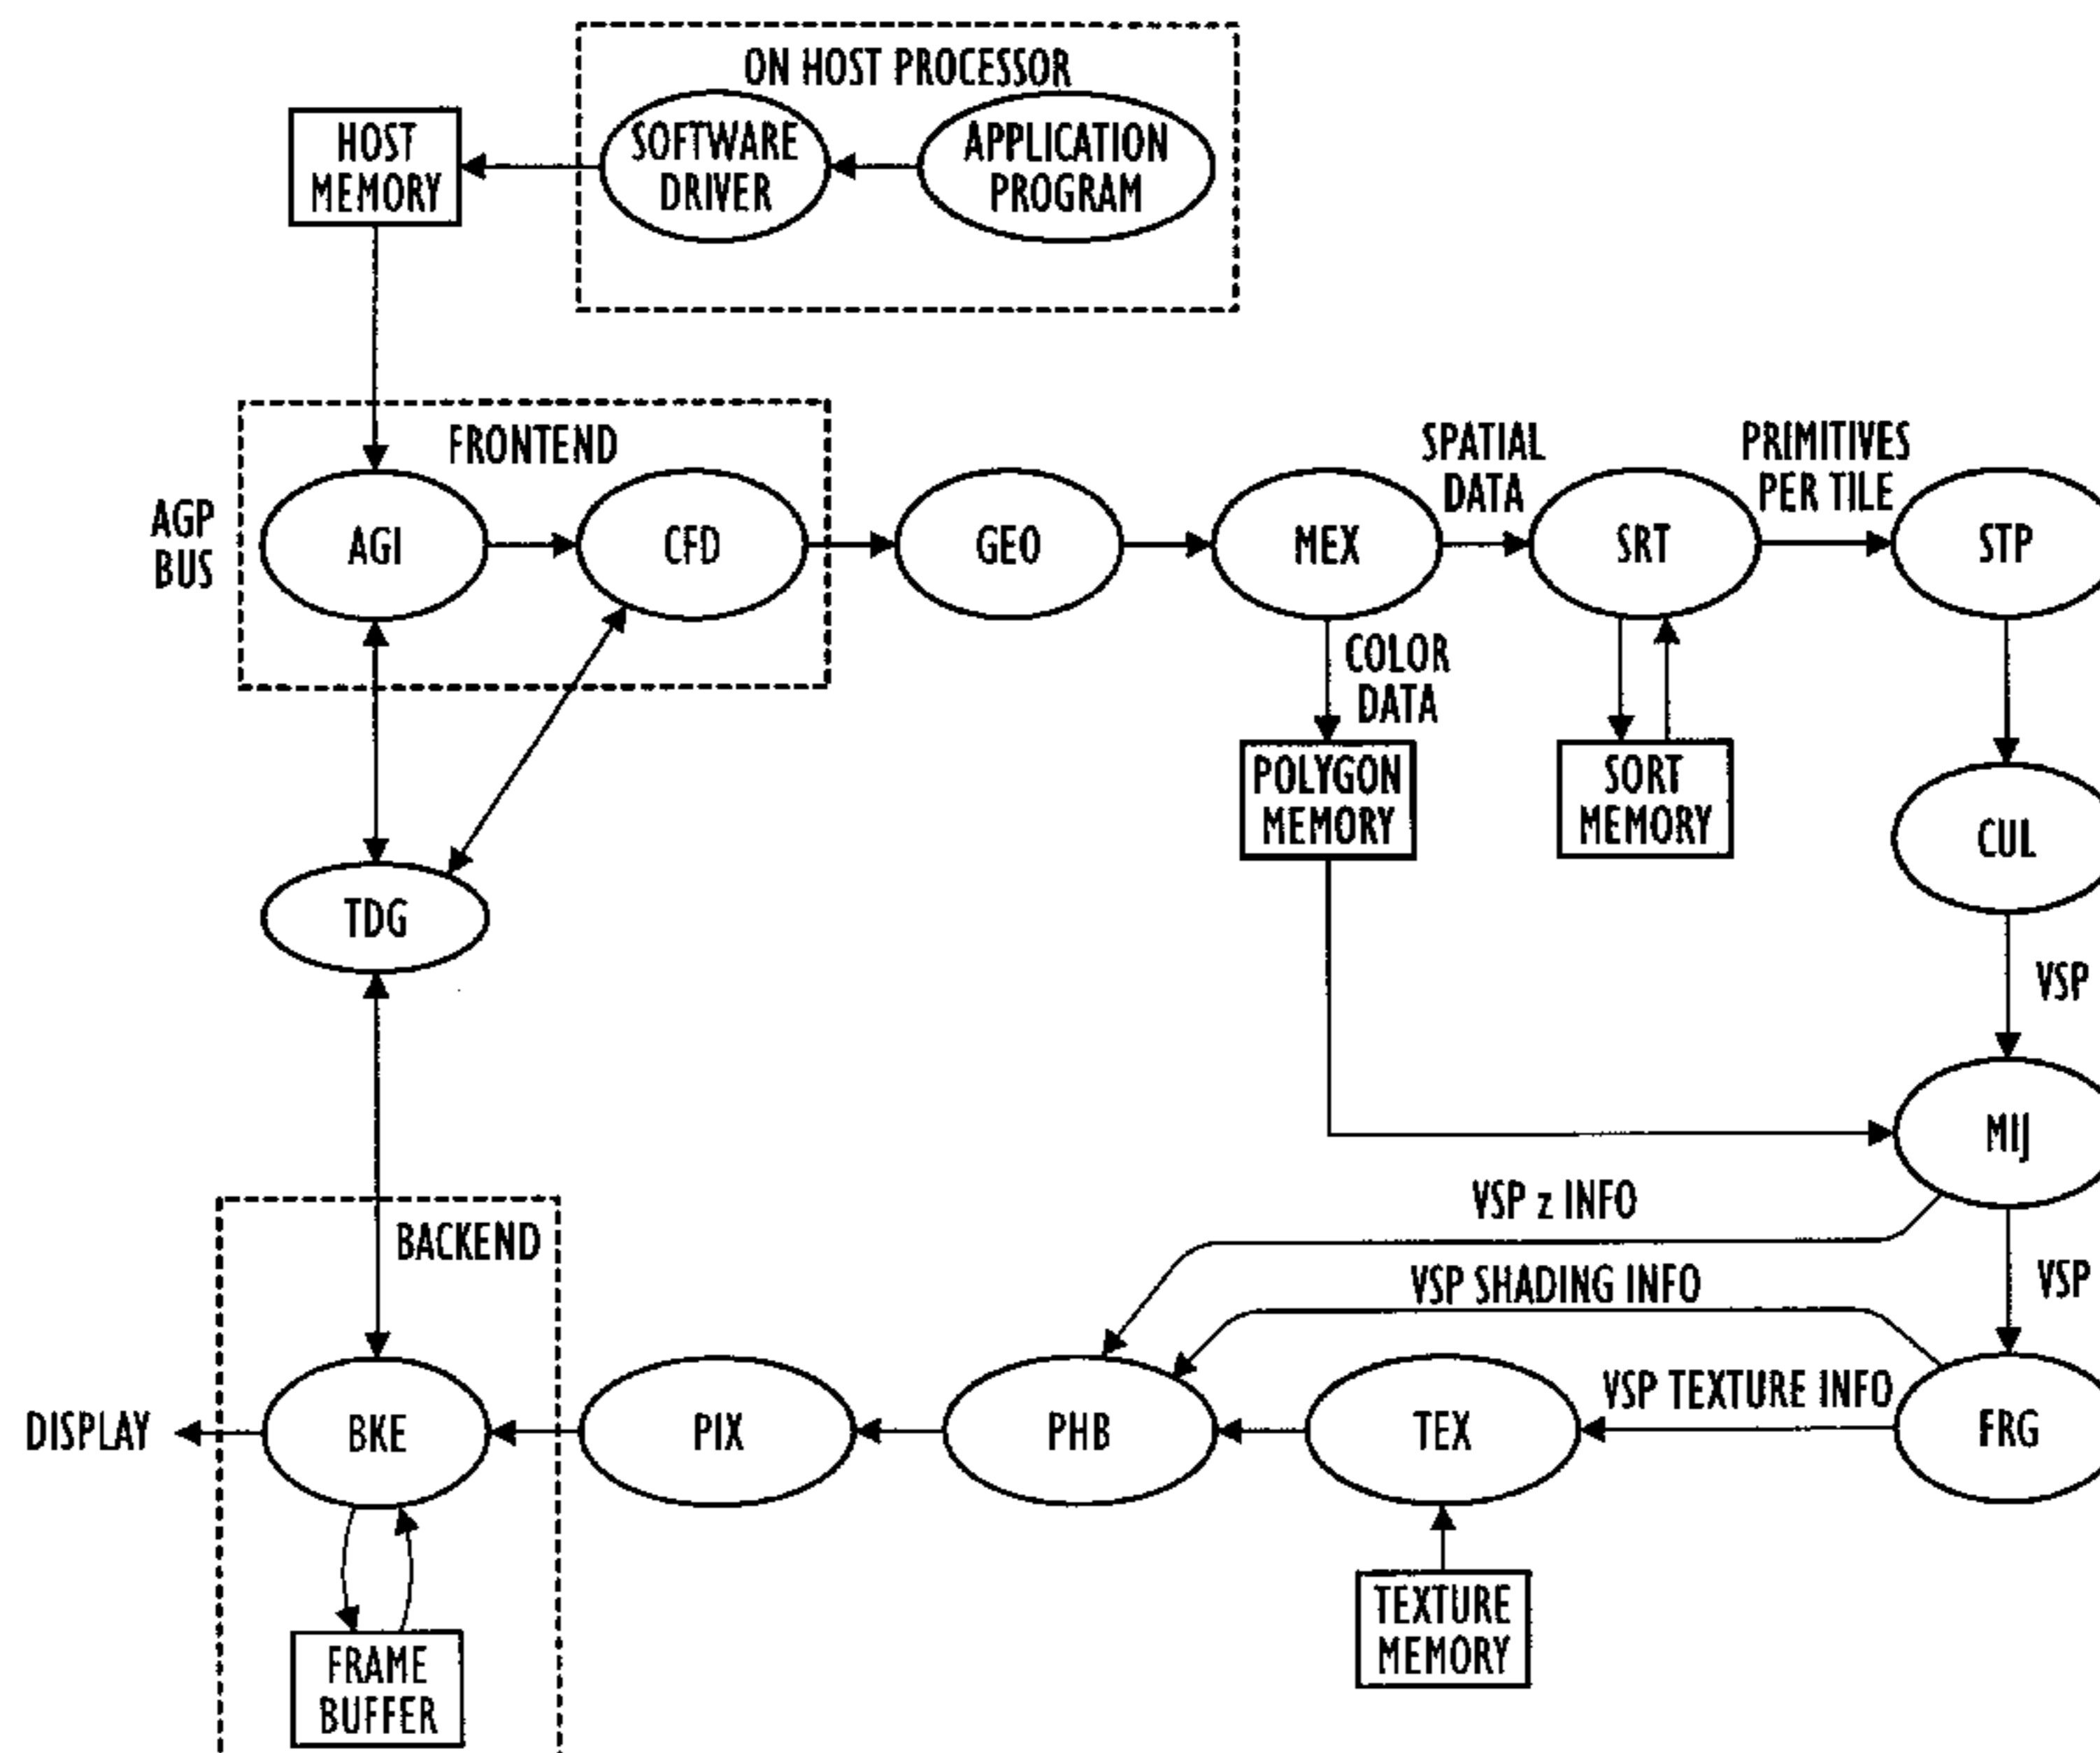 ON HOST PROCESSOR
HOST
MEMORY
SOFTWARE
DRIVER
APPLICATION
PROGRAM
FRONTEND
AGP
BUS
AGI
CFD
GEO
MEX
SPATIAL
DATA
SRT
PRIMITIVES
PER TILE
STP
COLOR
DATA
POLYGON
MEMORY
SORT
MEMORY
CUL
TDG
VSP
MIJ
VSP z INFO
BACKEND
VSP SHADING INFO
VSP
VSP TEXTURE INFO
DISPLAY
BKE
PIX
PHB
TEX
FRG
TEXTURE
MEMORY
FRAME
BUFFER